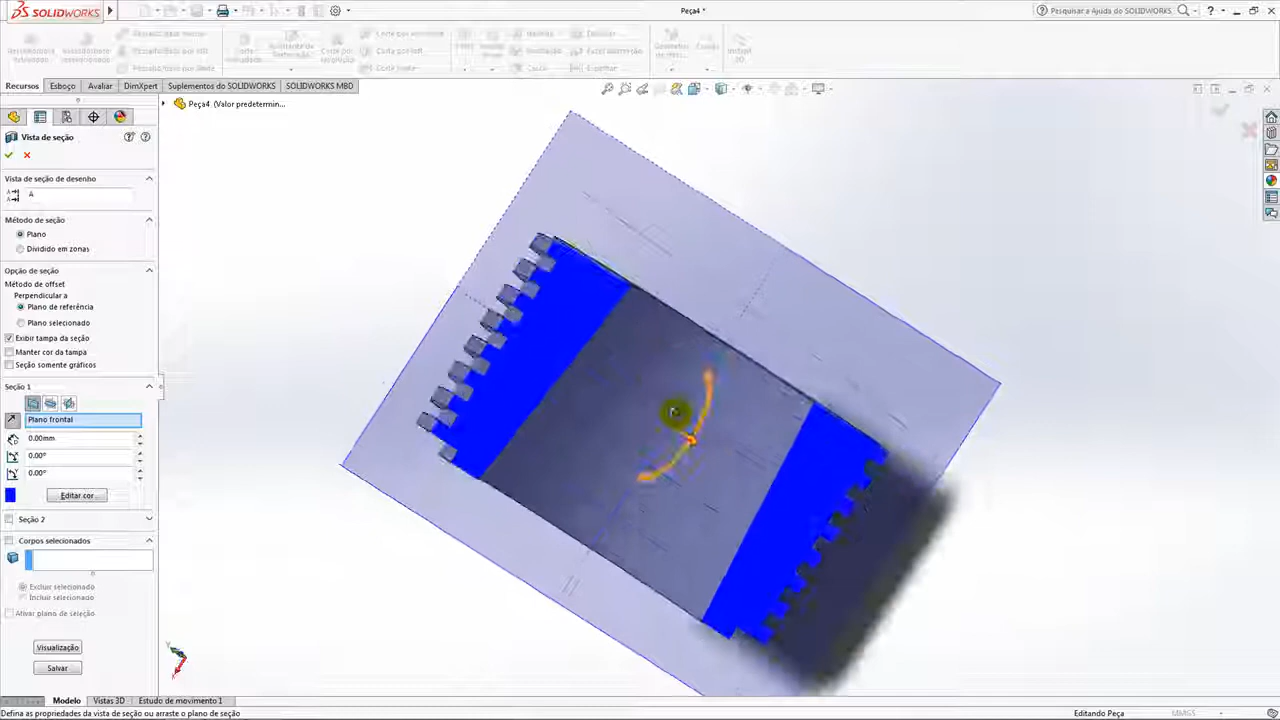 SOLIDWORKS
Peça4 *
Pesquisar a Ajuda do SOLIDWORKS
Recursos
Esboço
Avaliar
DimXpert
Suplementos do SOLIDWORKS
SOLIDWORKS MBD
Peça4 (Valor predetermin...
Vista de seção
Vista de seção de desenho
A
Método de seção
Plano
Dividido em zonas
Opção de seção
Método de offset
Perpendicular a
Plano de referência
Plano selecionado
Exibir tampa da seção
Manter cor da tampa
Seção somente gráficos
Seção 1
Plano frontal
0.00mm
0.00°
0.00°
Editar cor...
Seção 2
Corpos selecionados
Excluir selecionado
Incluir selecionado
Ativar plano de seleção
Visualização
Salvar
Modelo
Vistas 3D
Estudo de movimento 1
Defina as propriedades da vista de seção ou arraste o plano de seção
Editando Peça
MMGS